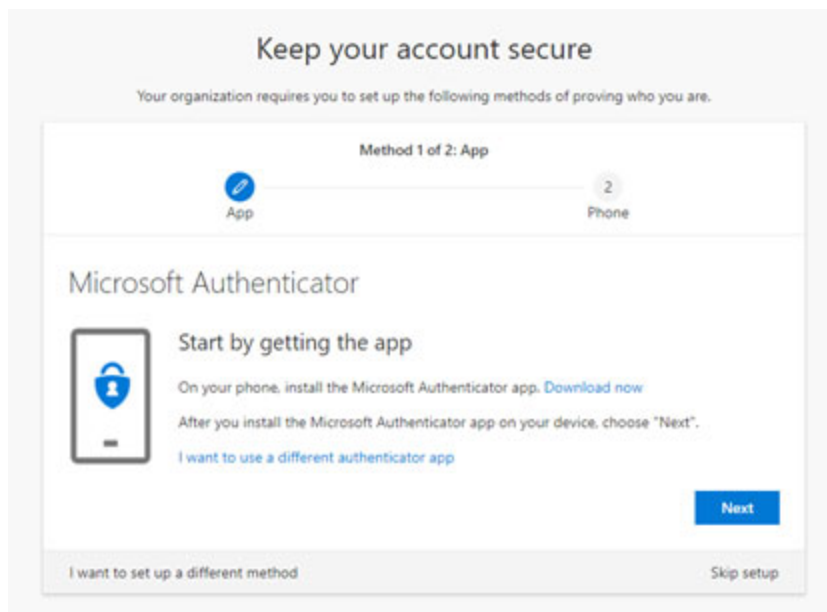 Keep your account secure
Your organization requires you to set up the following methods of proving who you are.
Method 1 of 2: App
2
App
Phone
Microsoft Authenticator
Start by getting the app
On your phone, install the Microsoft Authenticator app. Download now
After you install the Microsoft Authenticator app on your device, choose "Next".
I want to use a different authenticator app
Next
I want to set up a different method
Skip setup